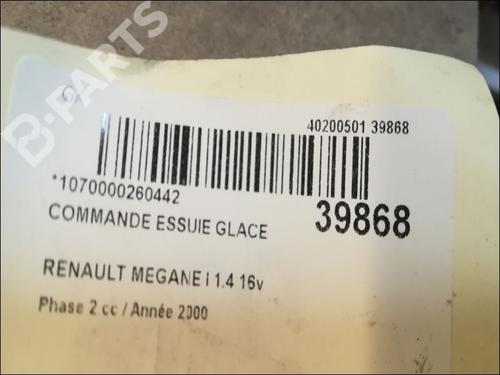 B-PARTS
40200501 39868
*1070000260442
39868
COMMANDE ESSUIE GLACE
RENAULT MEGANE I 1.4 16v
Phase 2 cc / Année 2000